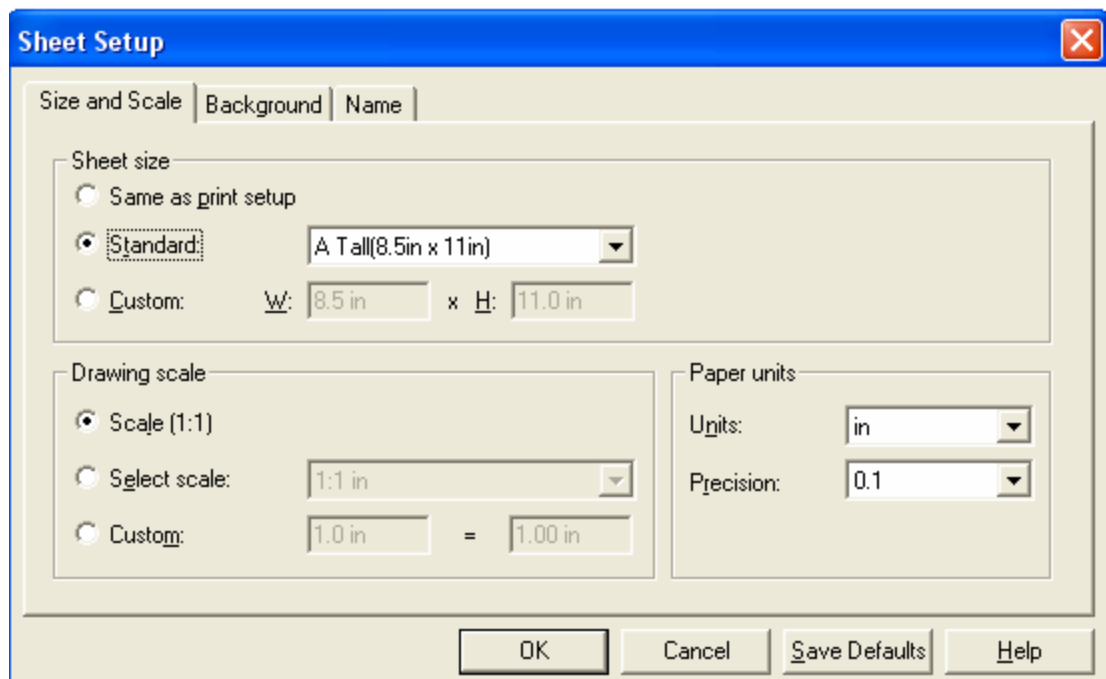 Sheet Setup
Size and Scale Background Name
Sheet size
Same as print setup
Standard: A Tall(8.5in x 11in)
Custom: W: 8.5 in x H: 11.0 in
Drawing scale
Scale (1:1)
Select scale: 1:1 in
Custom: 1.0 in = 1.00 in
Paper units
Units: in
Precision: 0.1
OK Cancel Save Defaults Help